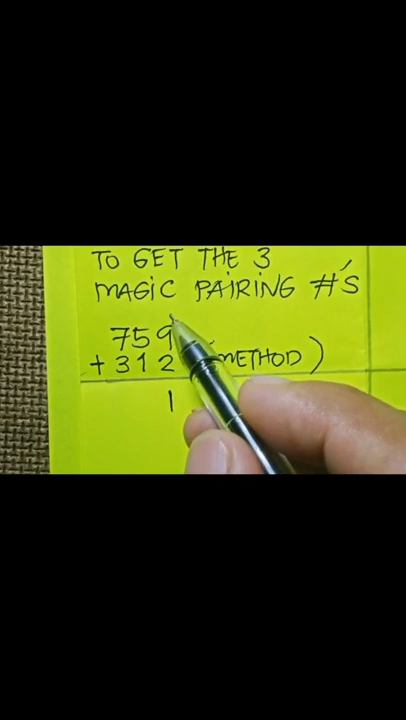 TO GET THE 3
MAGIC PAIRING #'S
759
+ 312 METHOD)
1